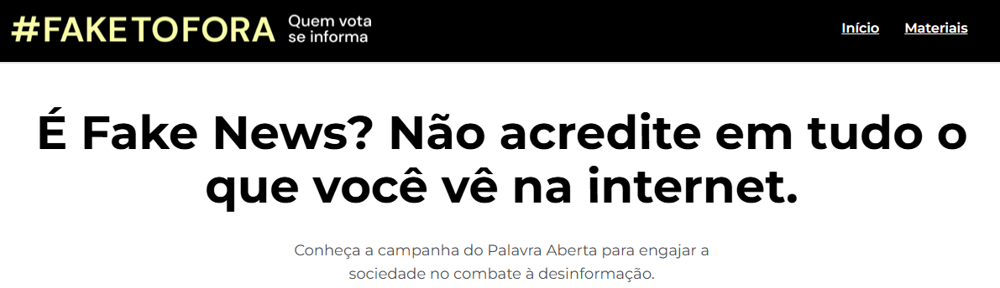 #FAKETOFORA
Quem vota
se informa
Início
Materiais
É Fake News? Não acredite em tudo o
que você vê na internet.
Conheça a campanha do Palavra Aberta para engajar a
sociedade no combate à desinformação.